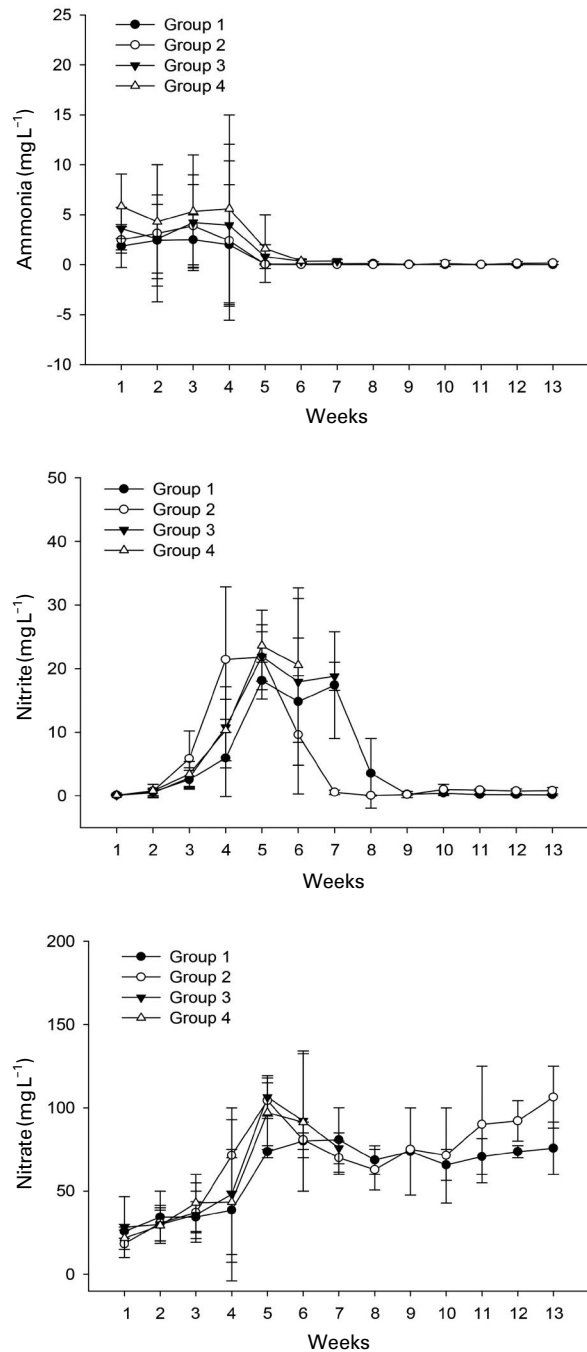 25
20
15
10
5
0
-5
-10
Ammonia (mg L⁻¹)
Group 1
Group 2
Group 3
Group 4
1 2 3 4 5 6 7 8 9 10 11 12 13
Weeks
50
40
30
20
10
0
Nitrite (mg L⁻¹)
Group 1
Group 2
Group 3
Group 4
1 2 3 4 5 6 7 8 9 10 11 12 13
Weeks
200
150
100
50
0
Nitrate (mg L⁻¹)
Group 1
Group 2
Group 3
Group 4
1 2 3 4 5 6 7 8 9 10 11 12 13
Weeks